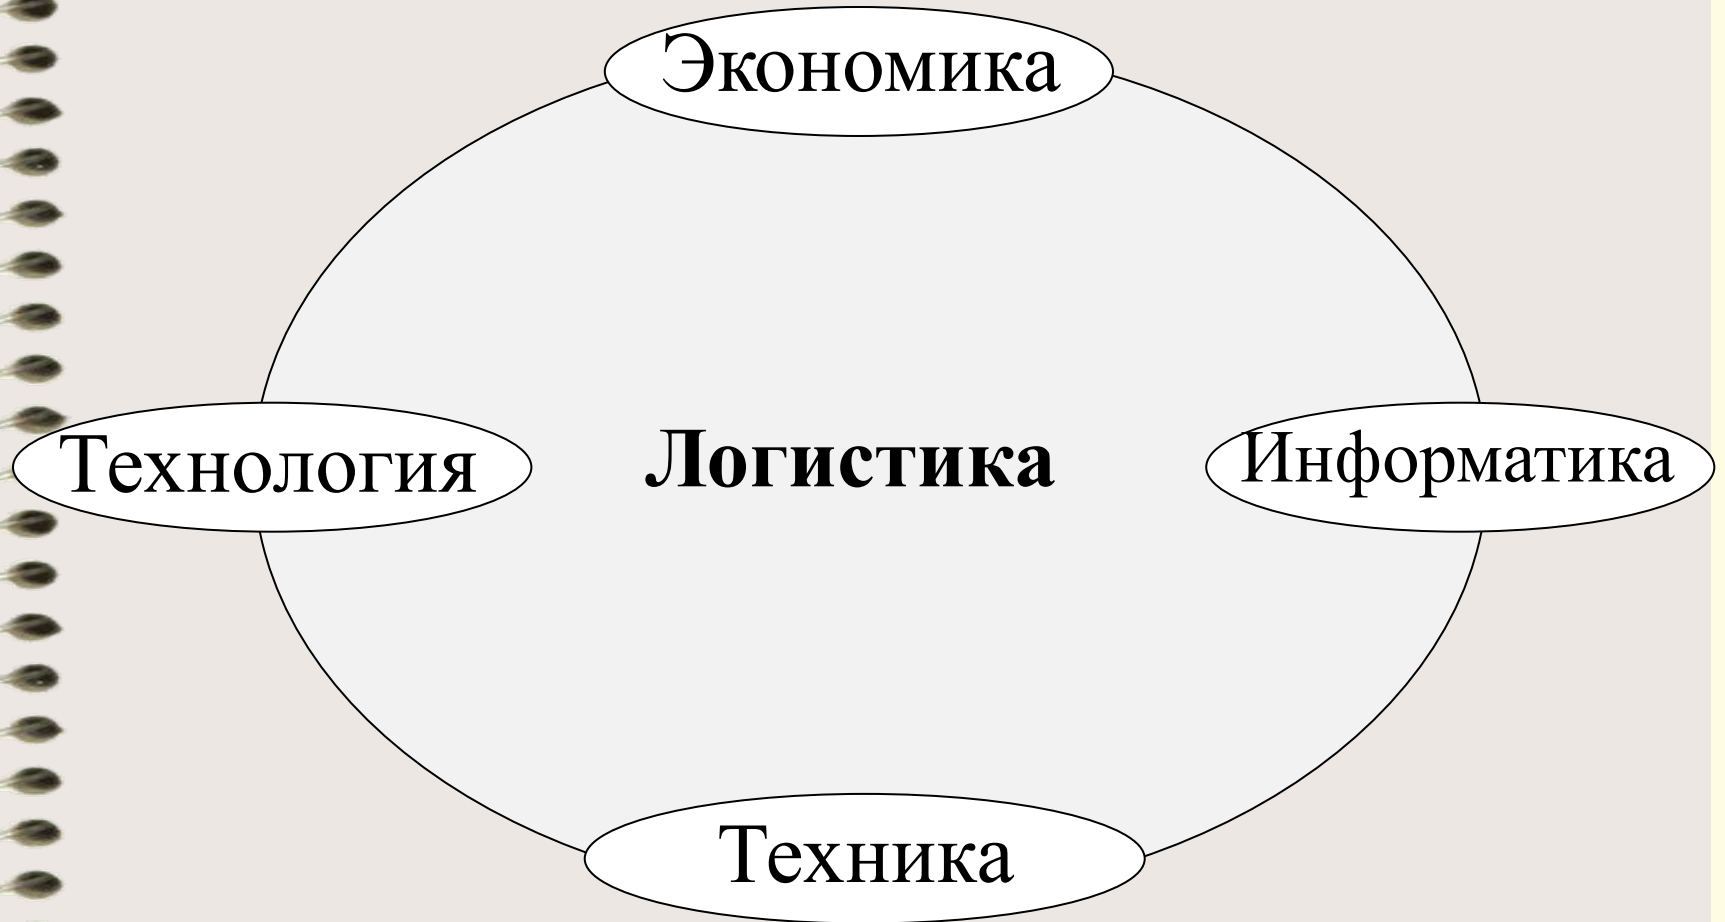 Экономика
Технология
Логистика
Информатика
Техника